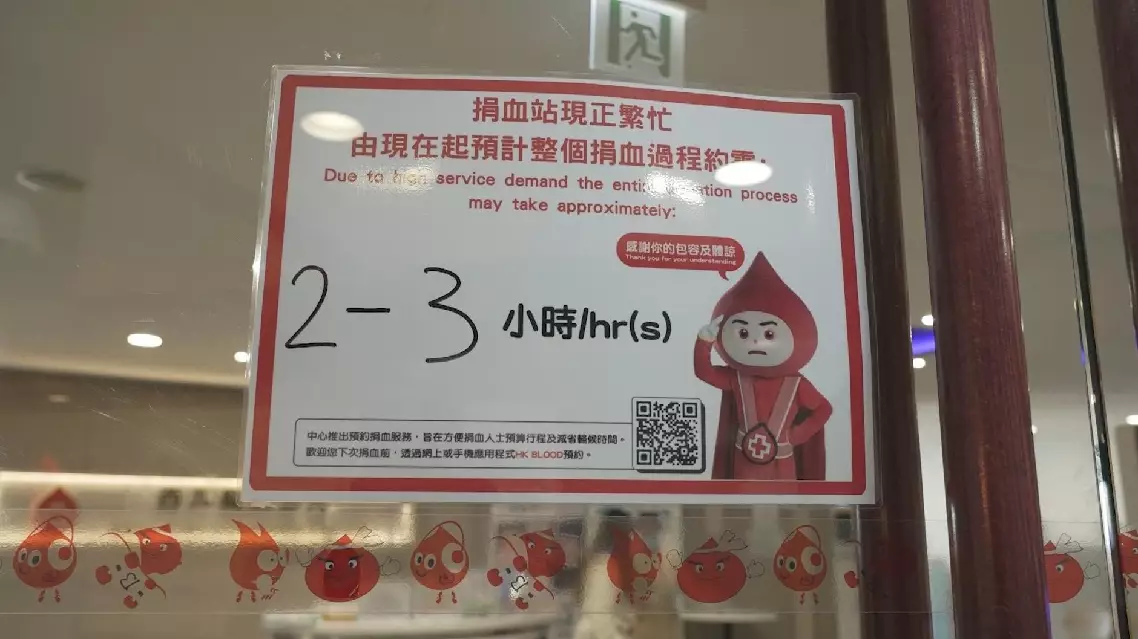 捐血站現正繁忙
由現在起預計整個捐血過程約需:
Due to high service demand the entire process
may take approximately:
感謝你的包容及體諒
Thank you for your understanding
2-3 小時/hr(s)
中心推出預約捐血服務，旨在方便捐血人士預算行程及減省輪候時間。
歡迎您下次捐血前，透過網上或手機應用程式HK BLOOD預約。